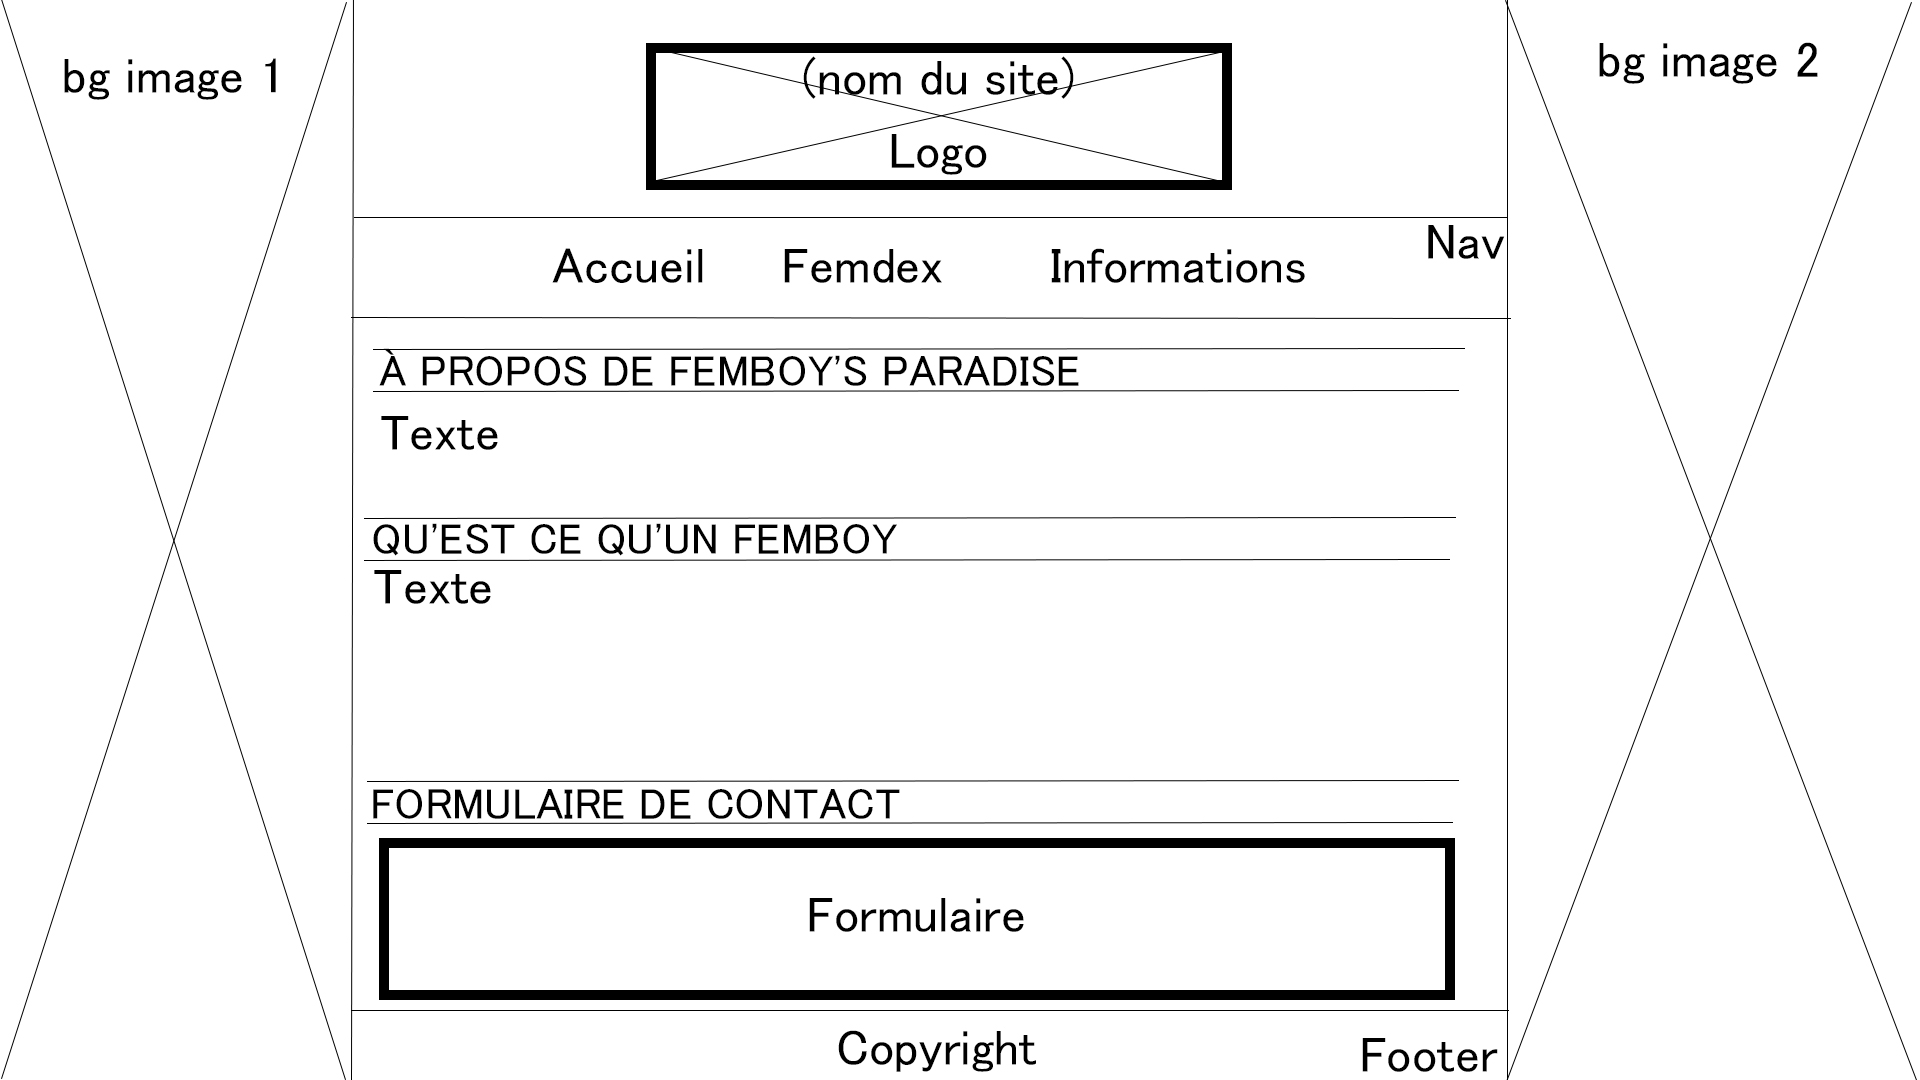 bg image 1
bg image 2
(nom du site)
Logo
Nav
Accueil Femdex Informations
À PROPOS DE FEMBOY'S PARADISE
Texte
QU'EST CE QU'UN FEMBOY
Texte
FORMULAIRE DE CONTACT
Formulaire
Copyright
Footer